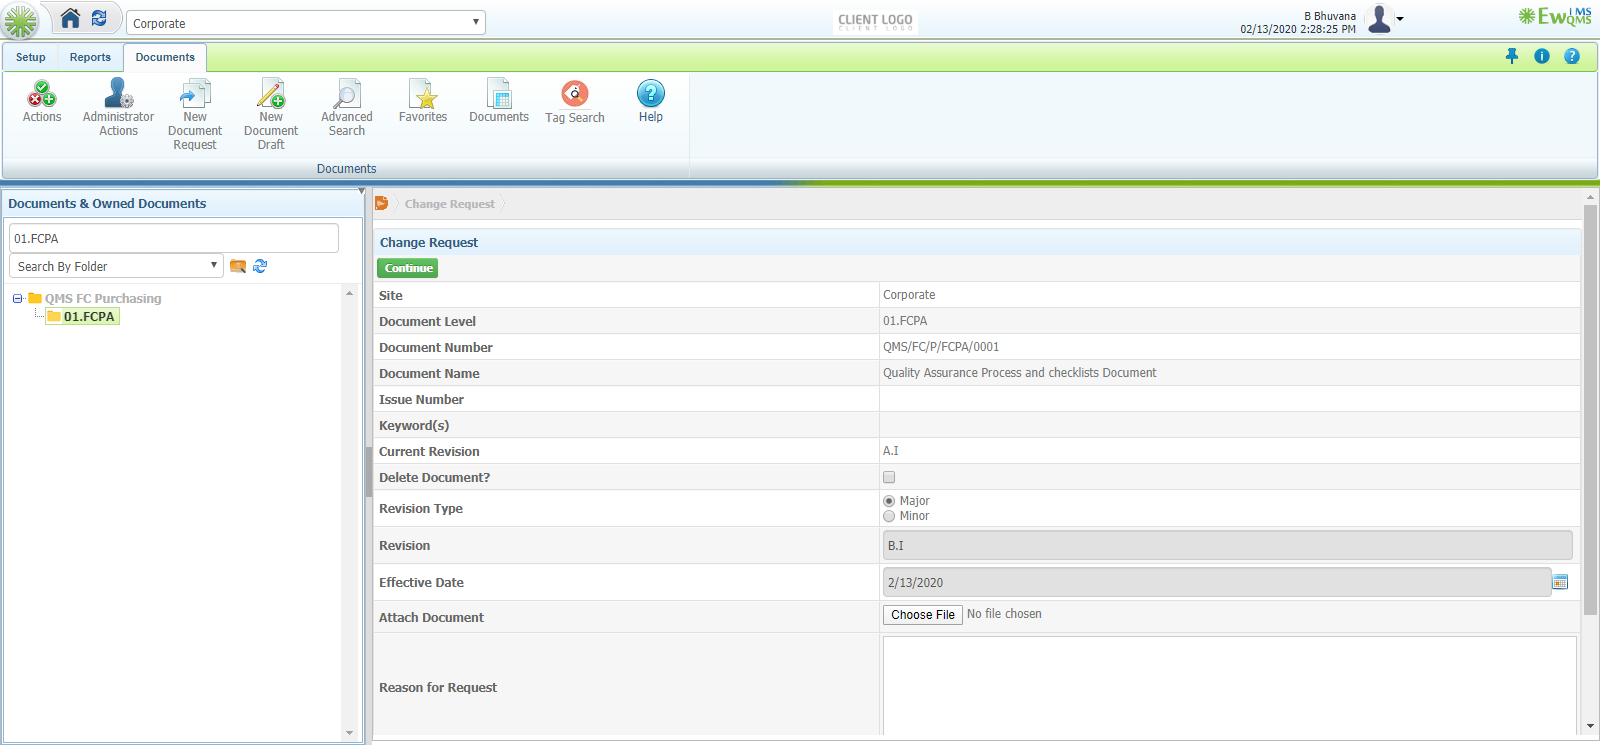 Corporate
CLIENT LOGO
CLIENT LOGO
B Bhuvana
02/13/2020 2:28:25 PM
EwQMS
LMS
Setup
Reports
Documents
Actions
Administrator
Actions
New
Document
Request
New
Document
Draft
Advanced
Search
Favorites
Documents
Tag Search
Help
Documents
Documents & Owned Documents
01.FCPA
Search By Folder
QMS FC Purchasing
01.FCPA
Change Request
Change Request
Continue
Site Corporate
Document Level 01.FCPA
Document Number QMS/FC/P/FCPA/0001
Document Name Quality Assurance Process and checklists Document
Issue Number
Keyword(s)
Current Revision A.I
Delete Document?
Revision Type
Major
Minor
Revision B.I
Effective Date 2/13/2020
Attach Document Choose File No file chosen
Reason for Request